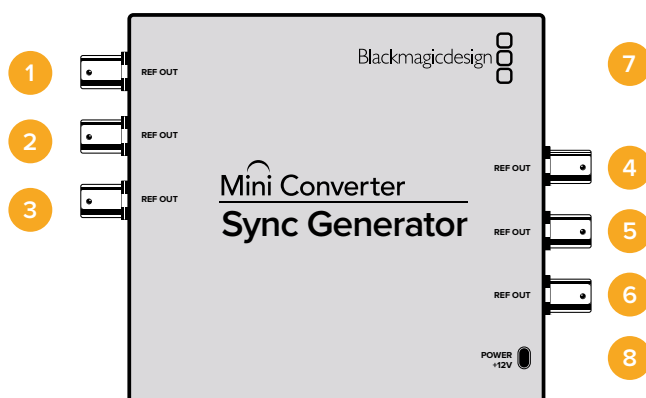 1
REF OUT
2
REF OUT
3
REF OUT
Blackmagicdesign
7
Mini Converter
Sync Generator
REF OUT
4
REF OUT
5
REF OUT
6
POWER
+12V
8